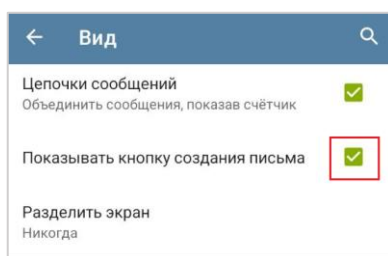 Вид
Цепочки сообщений
Объединить сообщения, показав счётчик
Показывать кнопку создания письма
Разделить экран
Никогда